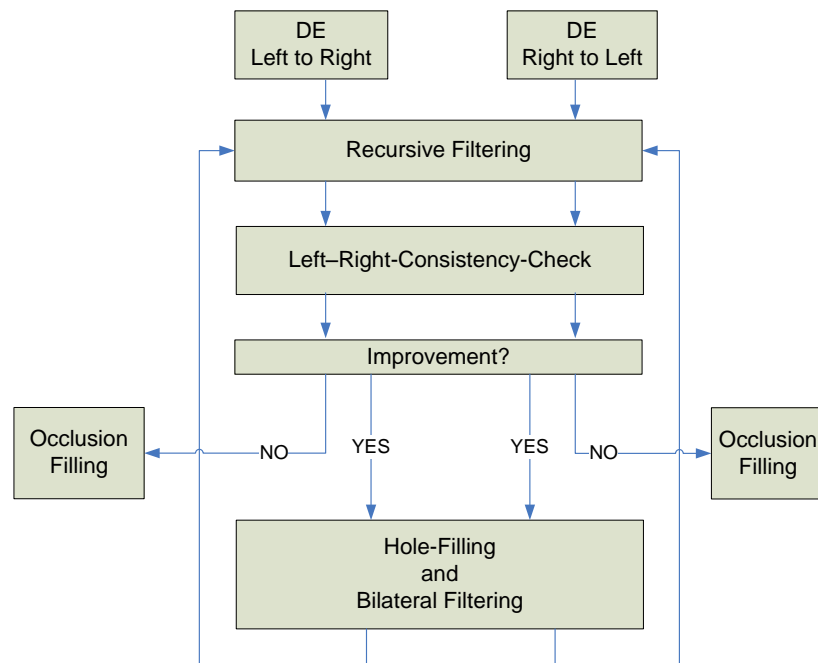 DE
Left to Right
DE
Right to Left
Recursive Filtering
Left–Right-Consistency-Check
Improvement?
Occlusion
Filling
NO
YES
YES
NO
Occlusion
Filling
Hole-Filling
and
Bilateral Filtering